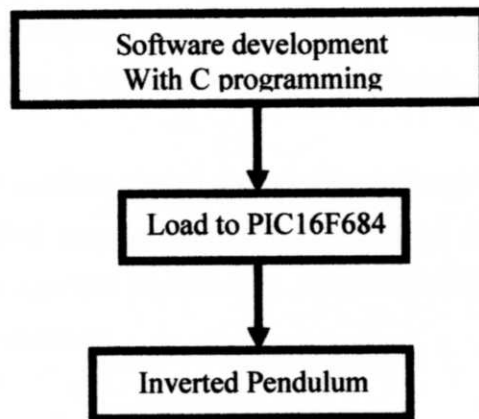 Software development
With C programming
Load to PIC16F684
Inverted Pendulum